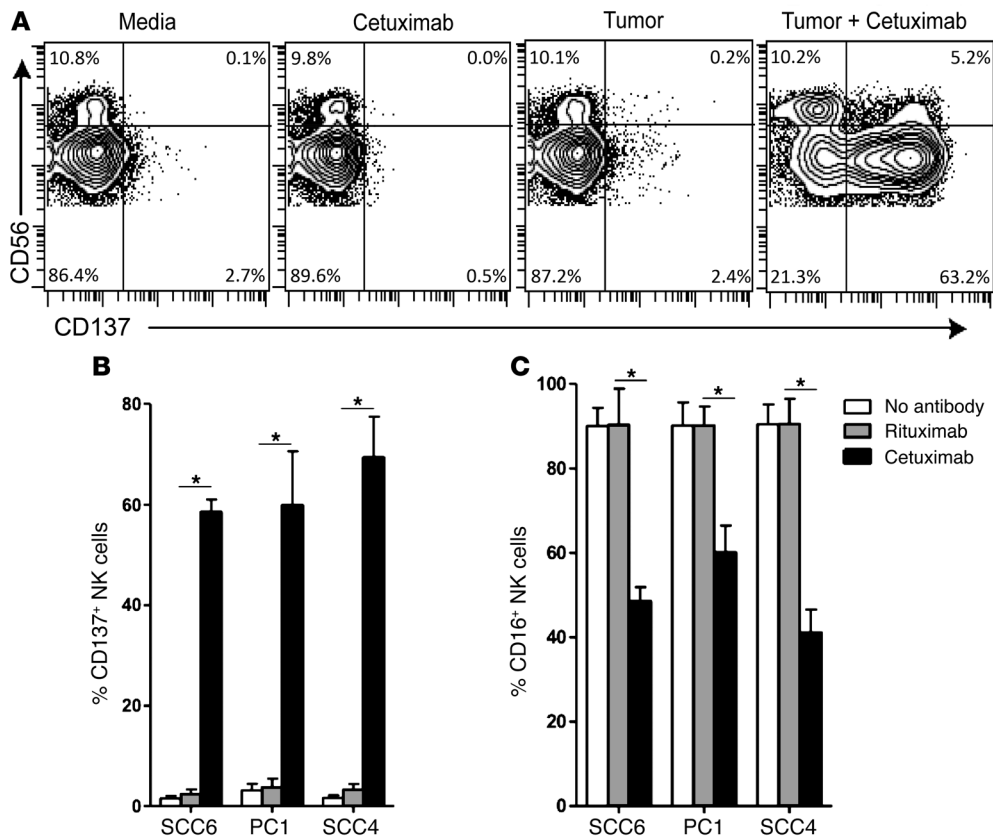 A
Media
Cetuximab
Tumor
Tumor + Cetuximab
10.8% 0.1%
9.8% 0.0%
10.1% 0.2%
10.2% 5.2%
CD56
86.4% 2.7%
89.6% 0.5%
87.2% 2.4%
21.3% 63.2%
CD137
B
80
60
40
20
0
% CD137+ NK cells
*
*
*
SCC6 PC1 SCC4
C
100
80
60
40
20
0
% CD16+ NK cells
*
*
*
SCC6 PC1 SCC4
No antibody
Rituximab
Cetuximab